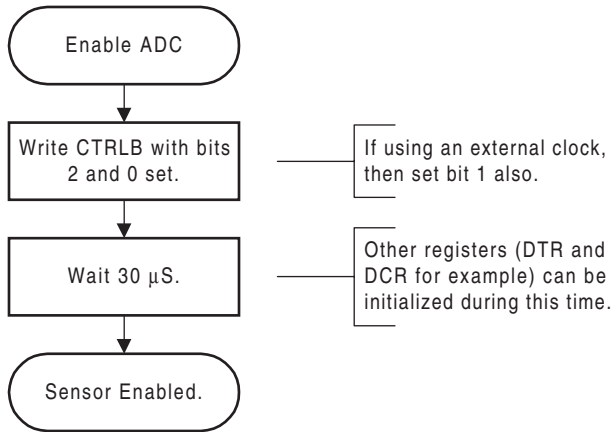 Enable ADC
Write CTRLB with bits
2 and 0 set.
If using an external clock,
then set bit 1 also.
Wait 30 μS.
Other registers (DTR and
DCR for example) can be
initialized during this time.
Sensor Enabled.